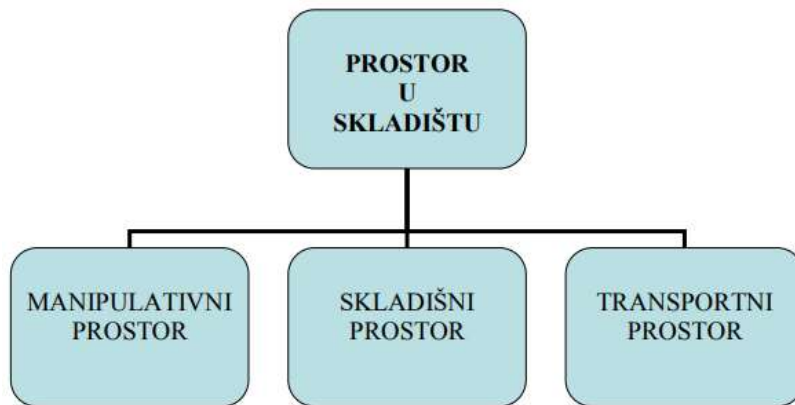 PROSTOR
U
SKLADIŠTU
MANIPULATIVNI
PROSTOR
SKLADIŠNI
PROSTOR
TRANSPORTNI
PROSTOR